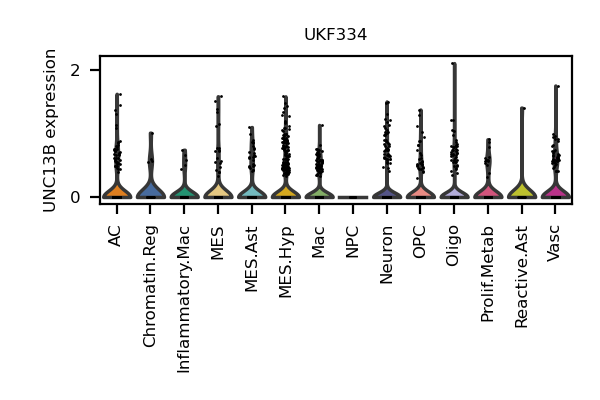 UKF334
UNC13B expression
2
0
AC
Chromatin.Reg
Inflammatory.Mac
MES
MES.Ast
MES.Hyp
Mac
NPC
Neuron
OPC
Oligo
Prolif.Metab
Reactive.Ast
Vasc